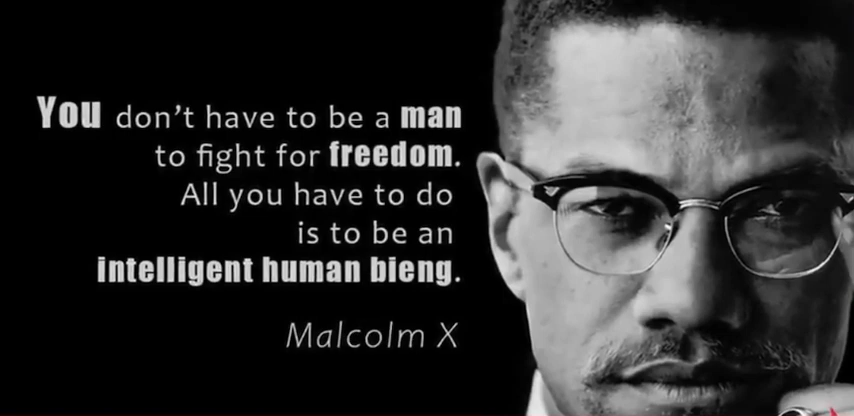 You don't have to be a man
to fight for freedom.
All you have to do
is to be an
intelligent human bieng.
Malcolm X